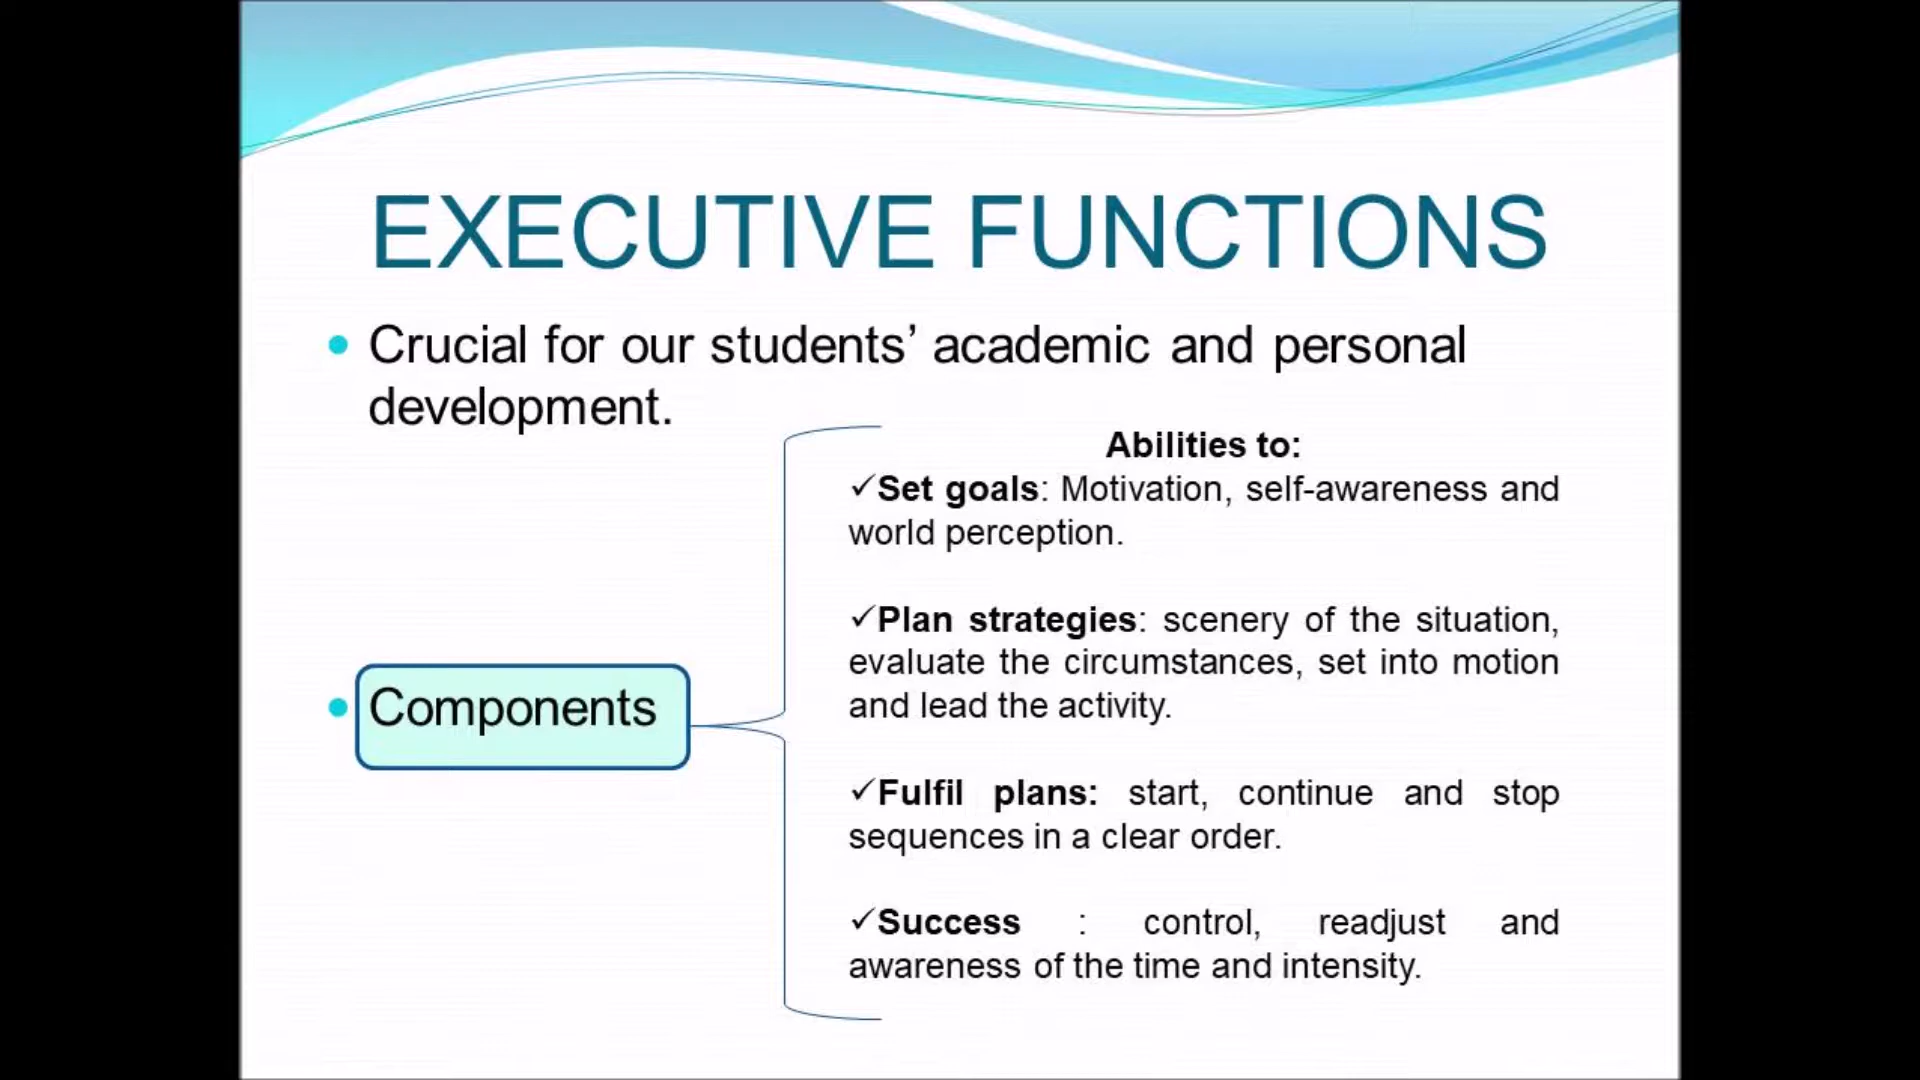 EXECUTIVE FUNCTIONS
• Crucial for our students’ academic and personal
development.
• Components
Abilities to:
✓Set goals: Motivation, self-awareness and
world perception.
✓Plan strategies: scenery of the situation,
evaluate the circumstances, set into motion
and lead the activity.
✓Fulfil plans: start, continue and stop
sequences in a clear order.
✓Success : control, readjust and
awareness of the time and intensity.